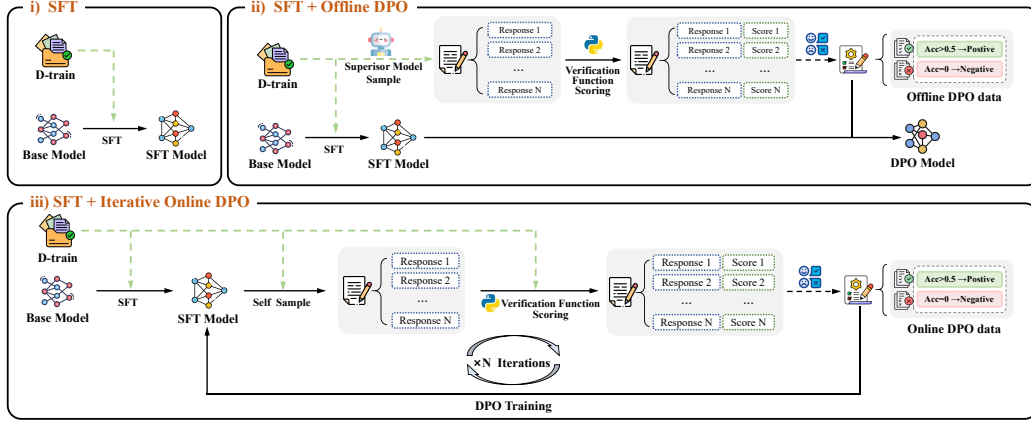 i) SFT
D-train
Base Model
SFT
SFT Model
ii) SFT + Offline DPO
D-train
Superisor Model
Sample
Response 1
Response 2
...
Response N
Verification
Function
Scoring
Response 1 Score 1
Response 2 Score 2
... ...
Response N Score N
Acc>0.5 →Postive
Acc=0 →Negative
Offline DPO data
Base Model
SFT
SFT Model
DPO Model
iii) SFT + Iterative Online DPO
D-train
Base Model
SFT
SFT Model
Self Sample
Response 1
Response 2
...
Response N
Verification Function
Scoring
Response 1 Score 1
Response 2 Score 2
... ...
Response N Score N
Acc>0.5 →Postive
Acc=0 →Negative
Online DPO data
×N Iterations
DPO Training